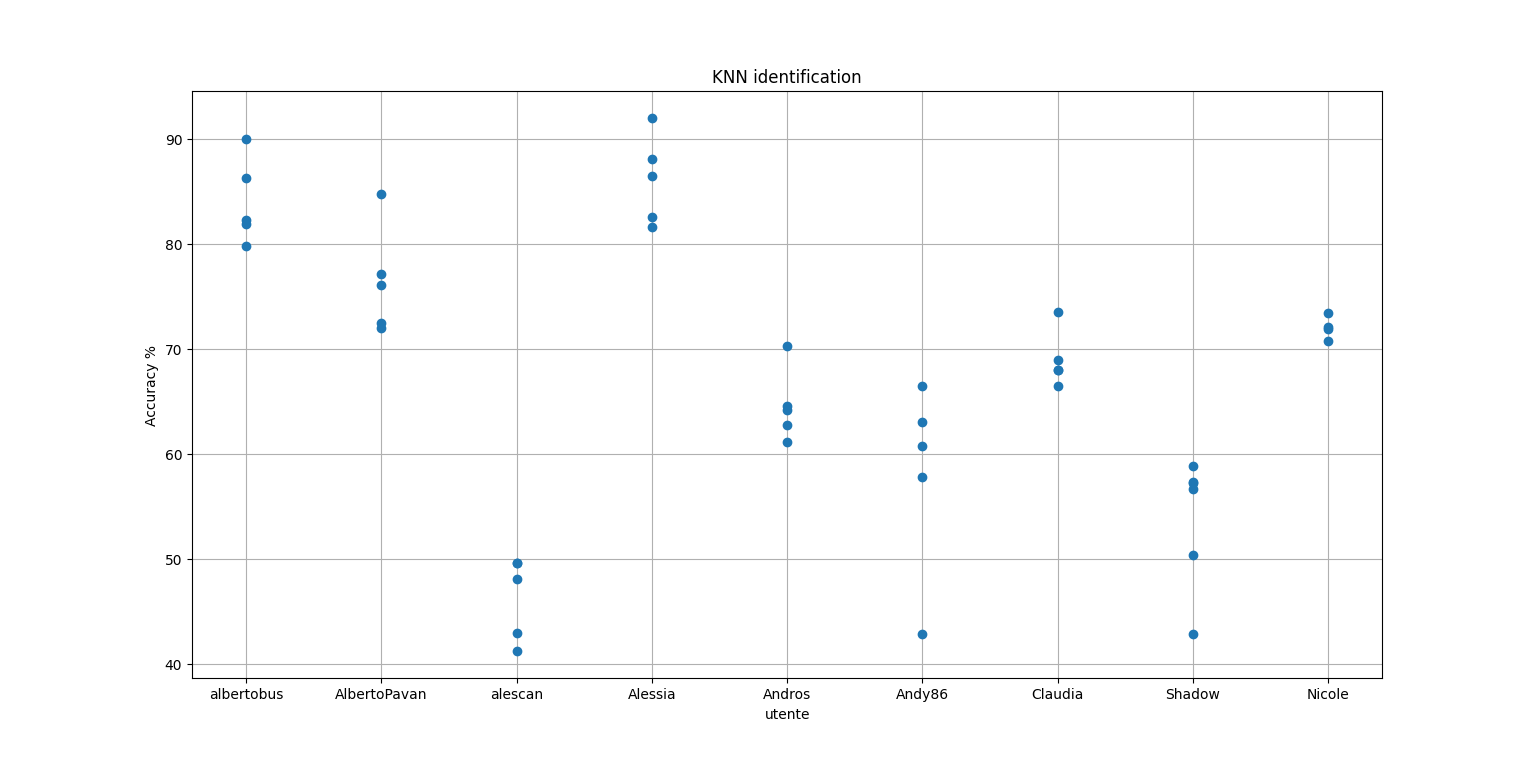 KNN identification
90
80
70
60
50
40
Accuracy %
albertobus AlbertoPavan alescan Alessia Andros Andy86 Claudia Shadow Nicole
utente